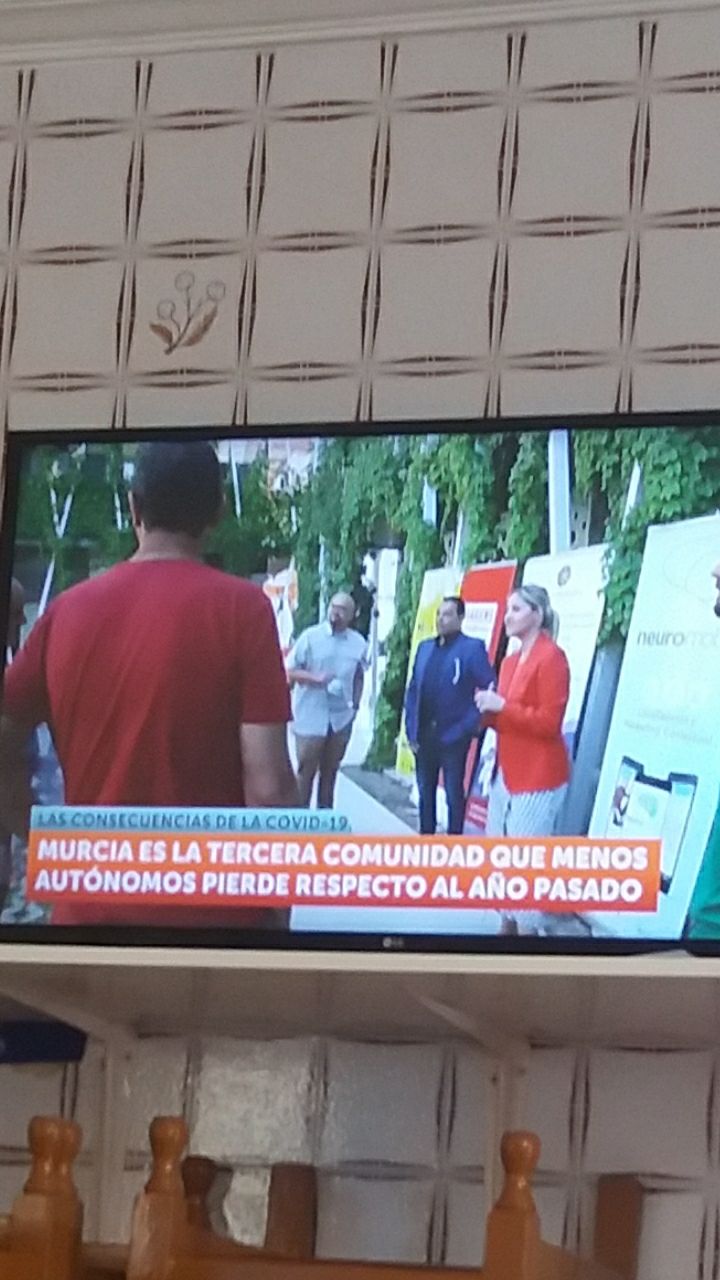 neuro
LAS CONSECUENCIAS DE LA COVID-19
MURCIA ES LA TERCERA COMUNIDAD QUE MENOS
AUTÓNOMOS PIERDE RESPECTO AL AÑO PASADO
LG